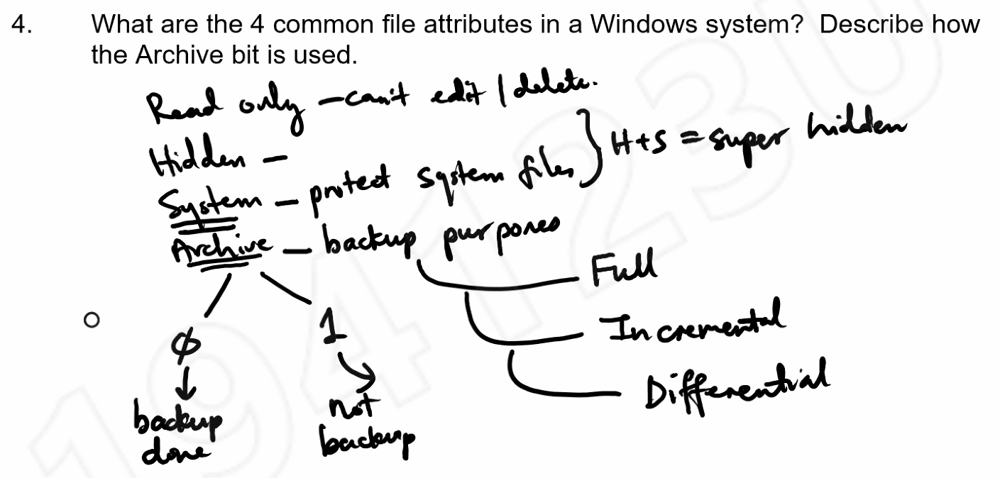 4. What are the 4 common file attributes in a Windows system? Describe how
the Archive bit is used.
Read only - can't edit / delete.
Hidden -
System - protect system files } H+S = super hidden
Archive - backup purposes
Full
Incremental
Differential
0 1
backup done
not backup
194123U